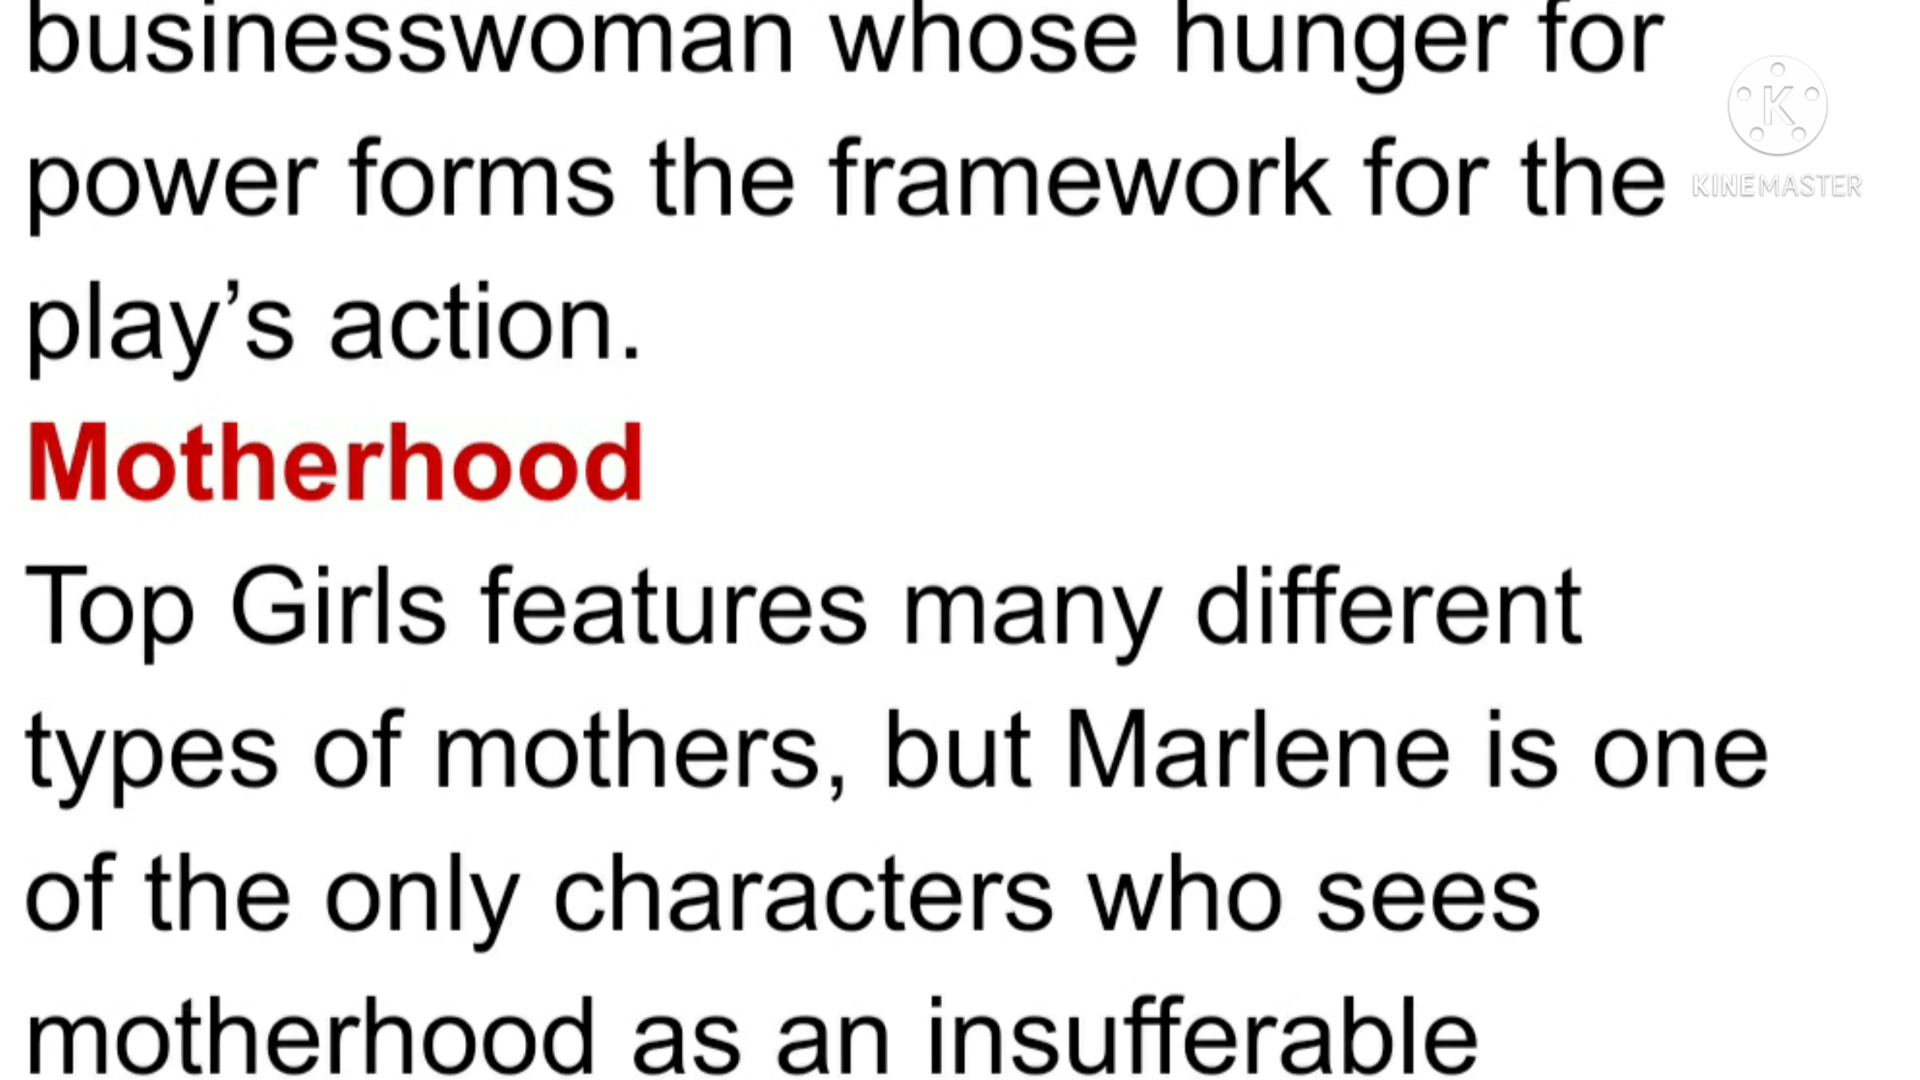 businesswoman whose hunger for
power forms the framework for the
play’s action.
Motherhood
Top Girls features many different
types of mothers, but Marlene is one
of the only characters who sees
motherhood as an insufferable
K
KINEMASTER